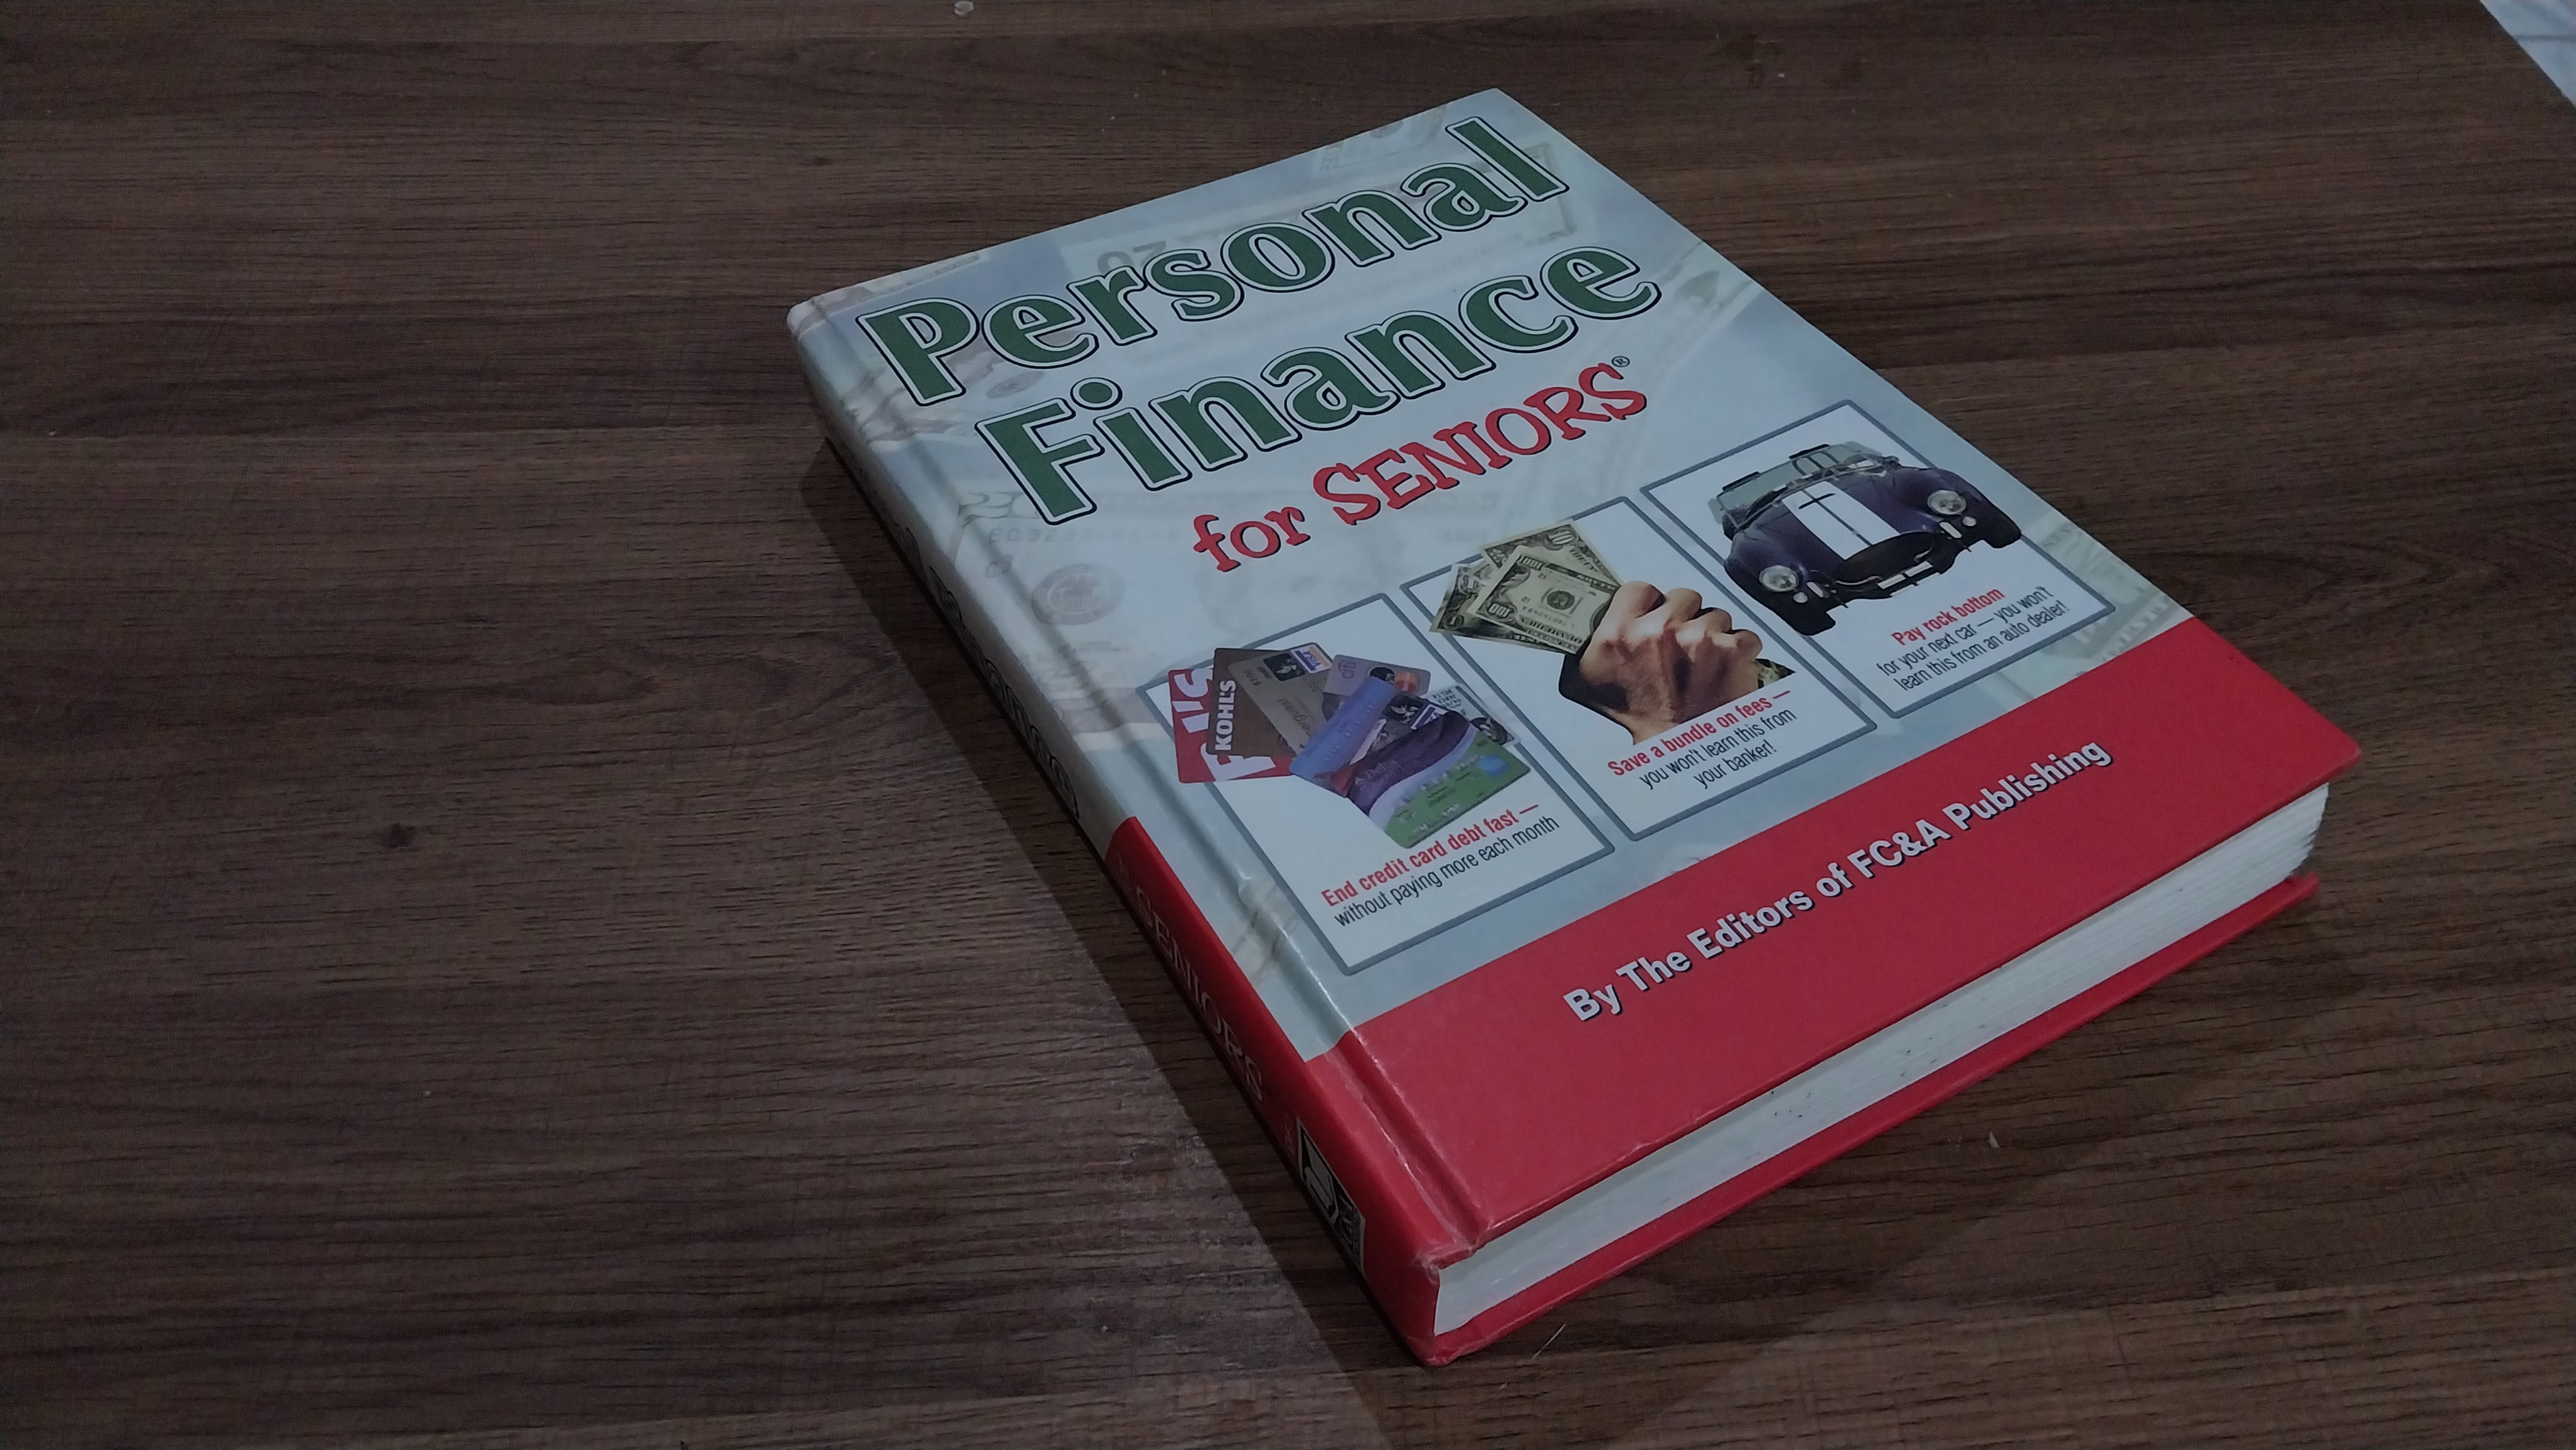 Personal
Finance
for SENIORS®
KOHL'S
End credit card debt fast —
without paying more each month
Save a bundle on fees —
you won't learn this from
your banker!
Pay rock bottom
for your next car — you won't
learn this from an auto dealer!
By The Editors of FC&A Publishing
SENIORS